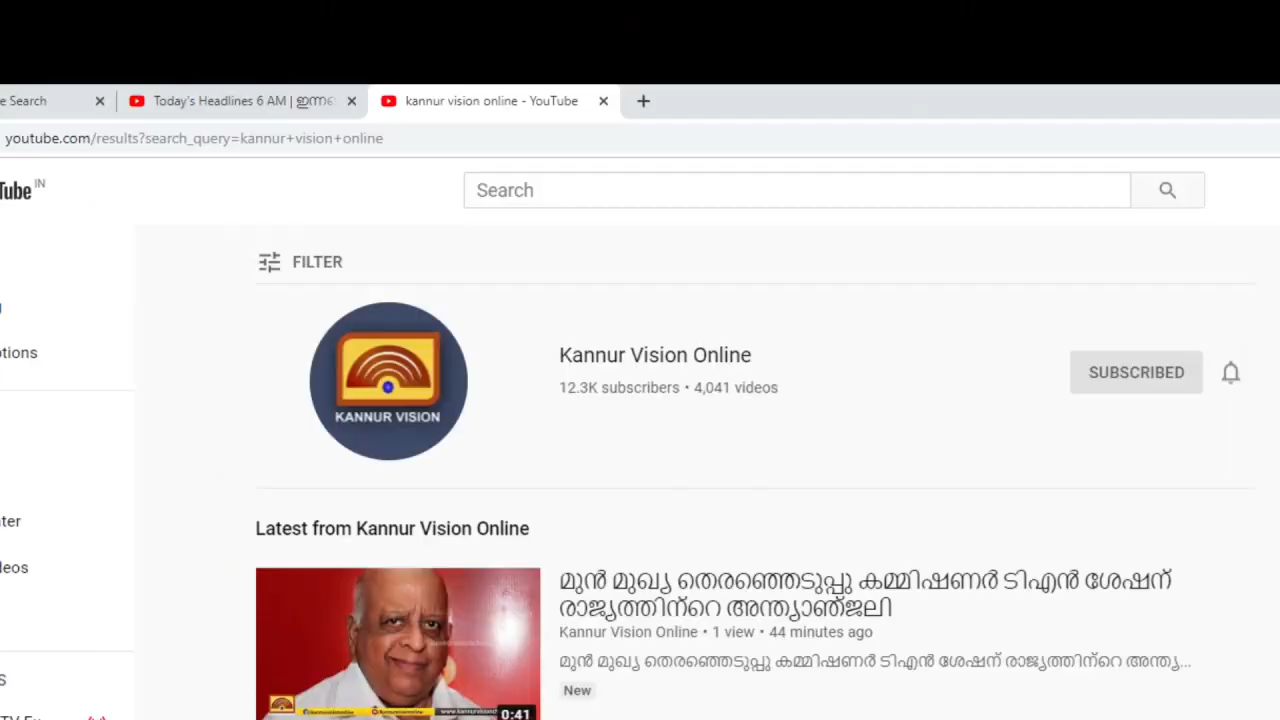 e Search
Today's Headlines 6 AM | ഇന്നെ
kannur vision online - YouTube
youtube.com/results?search_query=kannur+vision+online
Tube IN
Search
FILTER
KANNUR VISION
Kannur Vision Online
12.3K subscribers • 4,041 videos
SUBSCRIBED
ptions
Latest from Kannur Vision Online
nter
deos
മുൻ മുഖ്യ തെരഞ്ഞെടുപ്പു കമ്മിഷണർ ടിഎൻ ശേഷന്
രാജ്യത്തിന്റെ അന്ത്യാഞ്ജലി
Kannur Vision Online • 1 view • 44 minutes ago
മുൻ മുഖ്യ തെരഞ്ഞെടുപ്പു കമ്മിഷണർ ടിഎൻ ശേഷന് രാജ്യത്തിന്റെ അന്ത്യ...
New
0:41
S